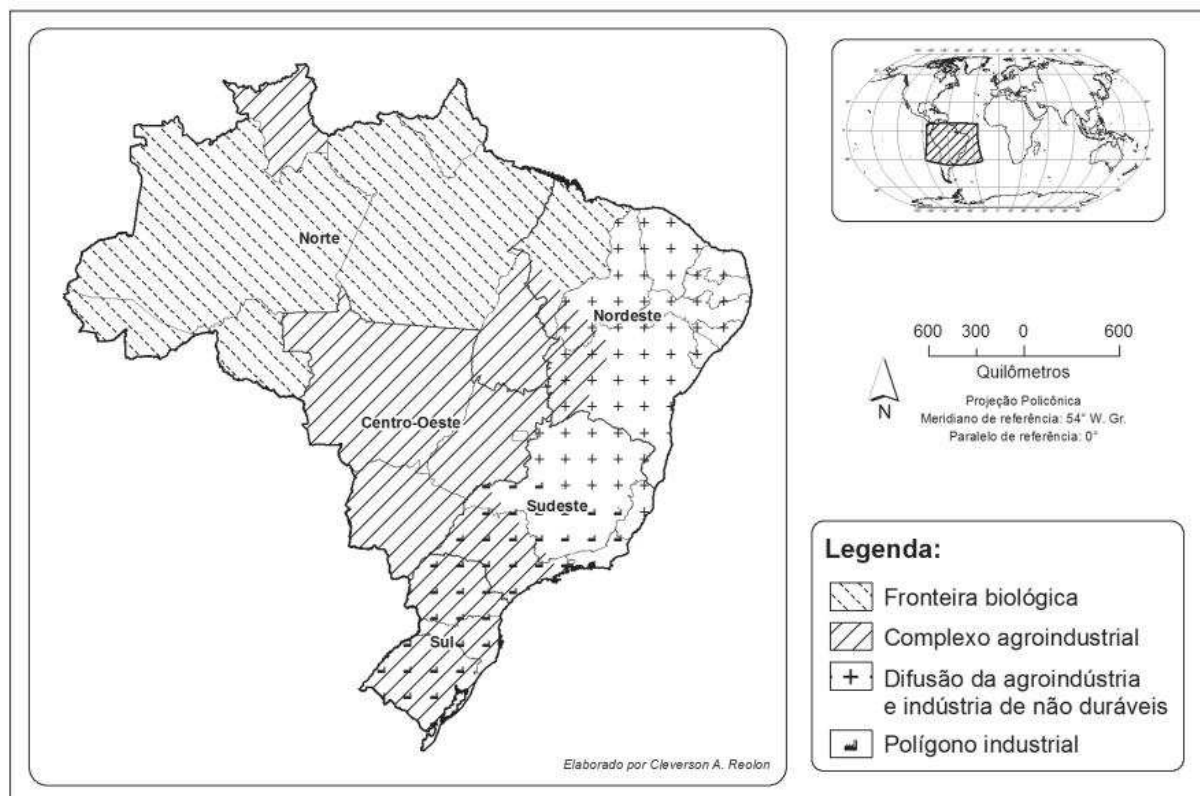 Norte
Nordeste
Centro-Oeste
Sudeste
Sul
Elaborado por Cleverson A. Reolon
600 300 0 600
Quilômetros
N
Projeção Policônica
Meridiano de referência: 54° W. Gr.
Paralelo de referência: 0°
Legenda:
Fronteira biológica
Complexo agroindustrial
Difusão da agroindústria
e indústria de não duráveis
Polígono industrial